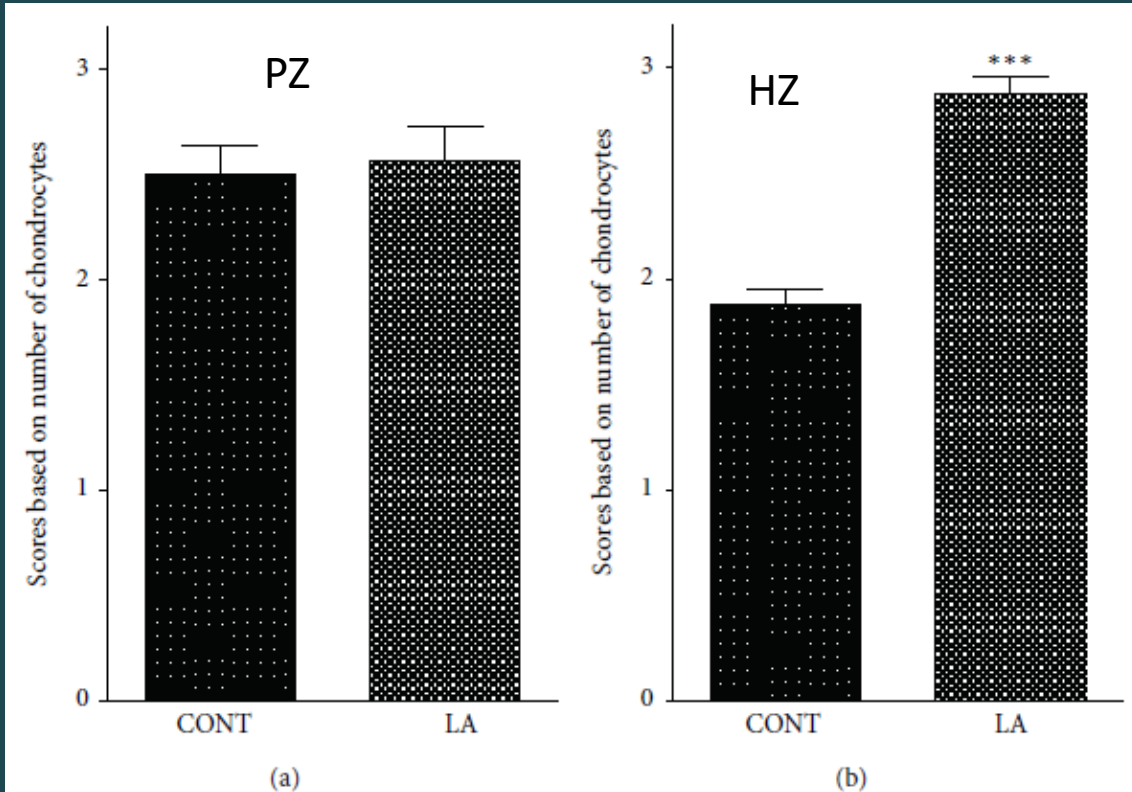 PZ
Scores based on number of chondrocytes
3
2
1
0
CONT LA
(a)
HZ
***
Scores based on number of chondrocytes
3
2
1
0
CONT LA
(b)